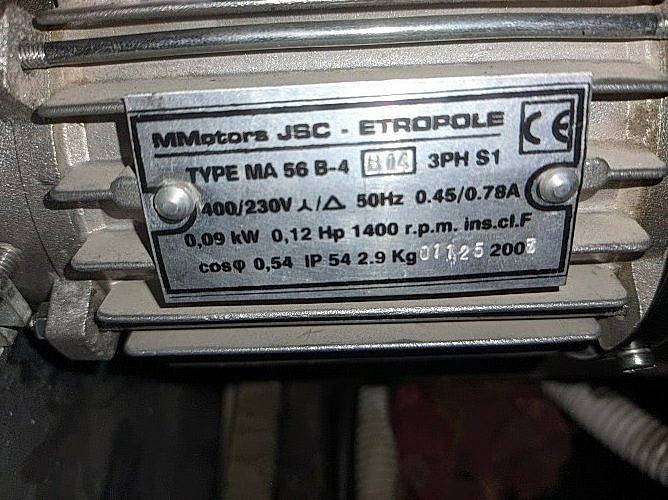 MMotors JSC - ETROPOLE CE
TYPE MA 56 B-4 B14 3PH S1
400/230V ⅄/△ 50Hz 0.45/0.78A
0,09 kW 0,12 Hp 1400 r.p.m. ins.cl.F
cosφ 0,54 IP 54 2.9 Kg 01125